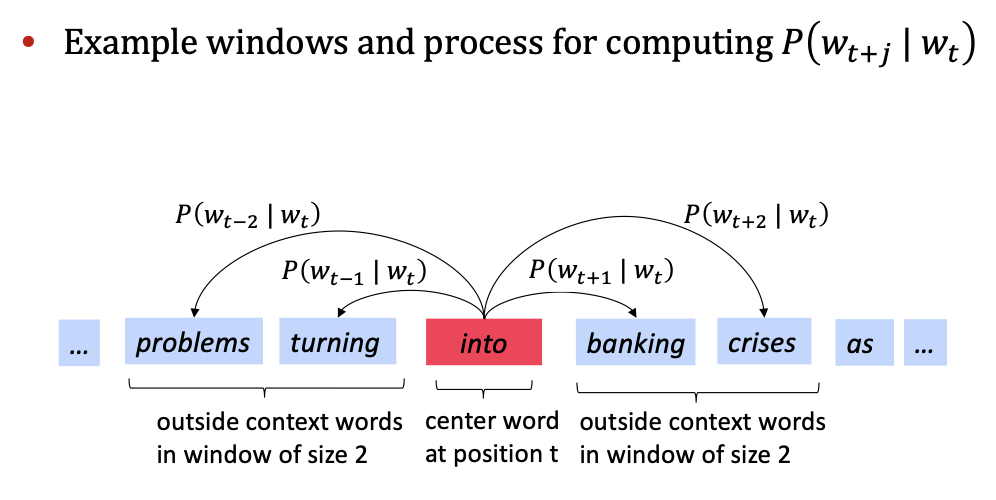 • Example windows and process for computing P(w_{t+j} | w_t)
P(w_{t−2} | w_t) P(w_{t+2} | w_t)
P(w_{t−1} | w_t) P(w_{t+1} | w_t)
... problems turning into banking crises as ...
outside context words center word outside context words
in window of size 2 at position t in window of size 2